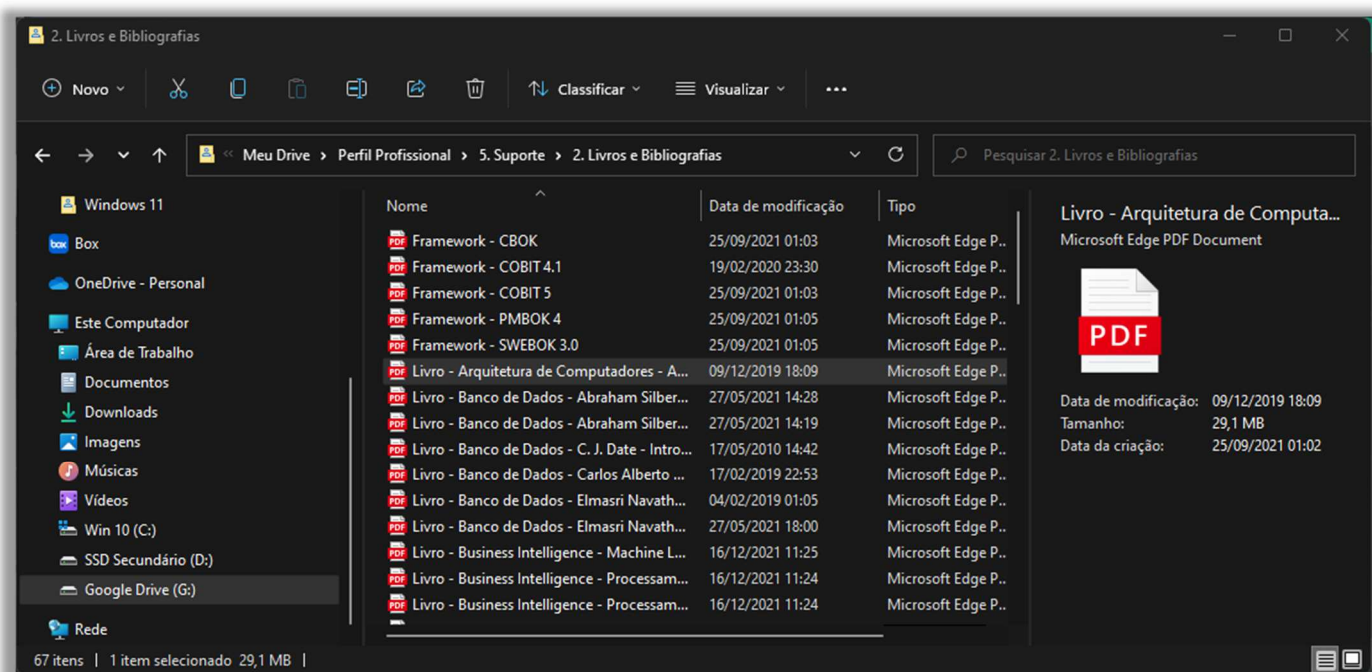 2. Livros e Bibliografias
Novo Classificar Visualizar
Meu Drive > Perfil Profissional > 5. Suporte > 2. Livros e Bibliografias Pesquisar 2. Livros e Bibliografias
Windows 11
Box
OneDrive - Personal
Este Computador
Área de Trabalho
Documentos
Downloads
Imagens
Músicas
Vídeos
Win 10 (C:)
SSD Secundário (D:)
Google Drive (G:)
Rede
Nome Data de modificação Tipo
Framework - CBOK 25/09/2021 01:03 Microsoft Edge P..
Framework - COBIT 4.1 19/02/2020 23:30 Microsoft Edge P..
Framework - COBIT 5 25/09/2021 01:03 Microsoft Edge P..
Framework - PMBOK 4 25/09/2021 01:05 Microsoft Edge P..
Framework - SWEBOK 3.0 25/09/2021 01:05 Microsoft Edge P..
Livro - Arquitetura de Computadores - A... 09/12/2019 18:09 Microsoft Edge P..
Livro - Banco de Dados - Abraham Silber... 27/05/2021 14:28 Microsoft Edge P..
Livro - Banco de Dados - Abraham Silber... 27/05/2021 14:19 Microsoft Edge P..
Livro - Banco de Dados - C. J. Date - Intro... 17/05/2010 14:42 Microsoft Edge P..
Livro - Banco de Dados - Carlos Alberto ... 17/02/2019 22:53 Microsoft Edge P..
Livro - Banco de Dados - Elmasri Navath... 04/02/2019 01:05 Microsoft Edge P..
Livro - Banco de Dados - Elmasri Navath... 27/05/2021 18:00 Microsoft Edge P..
Livro - Business Intelligence - Machine L... 16/12/2021 11:25 Microsoft Edge P..
Livro - Business Intelligence - Processam... 16/12/2021 11:24 Microsoft Edge P..
Livro - Business Intelligence - Processam... 16/12/2021 11:24 Microsoft Edge P..
Livro - Arquitetura de Computa...
Microsoft Edge PDF Document
PDF
Data de modificação: 09/12/2019 18:09
Tamanho: 29,1 MB
Data da criação: 25/09/2021 01:02
67 itens | 1 item selecionado 29,1 MB |